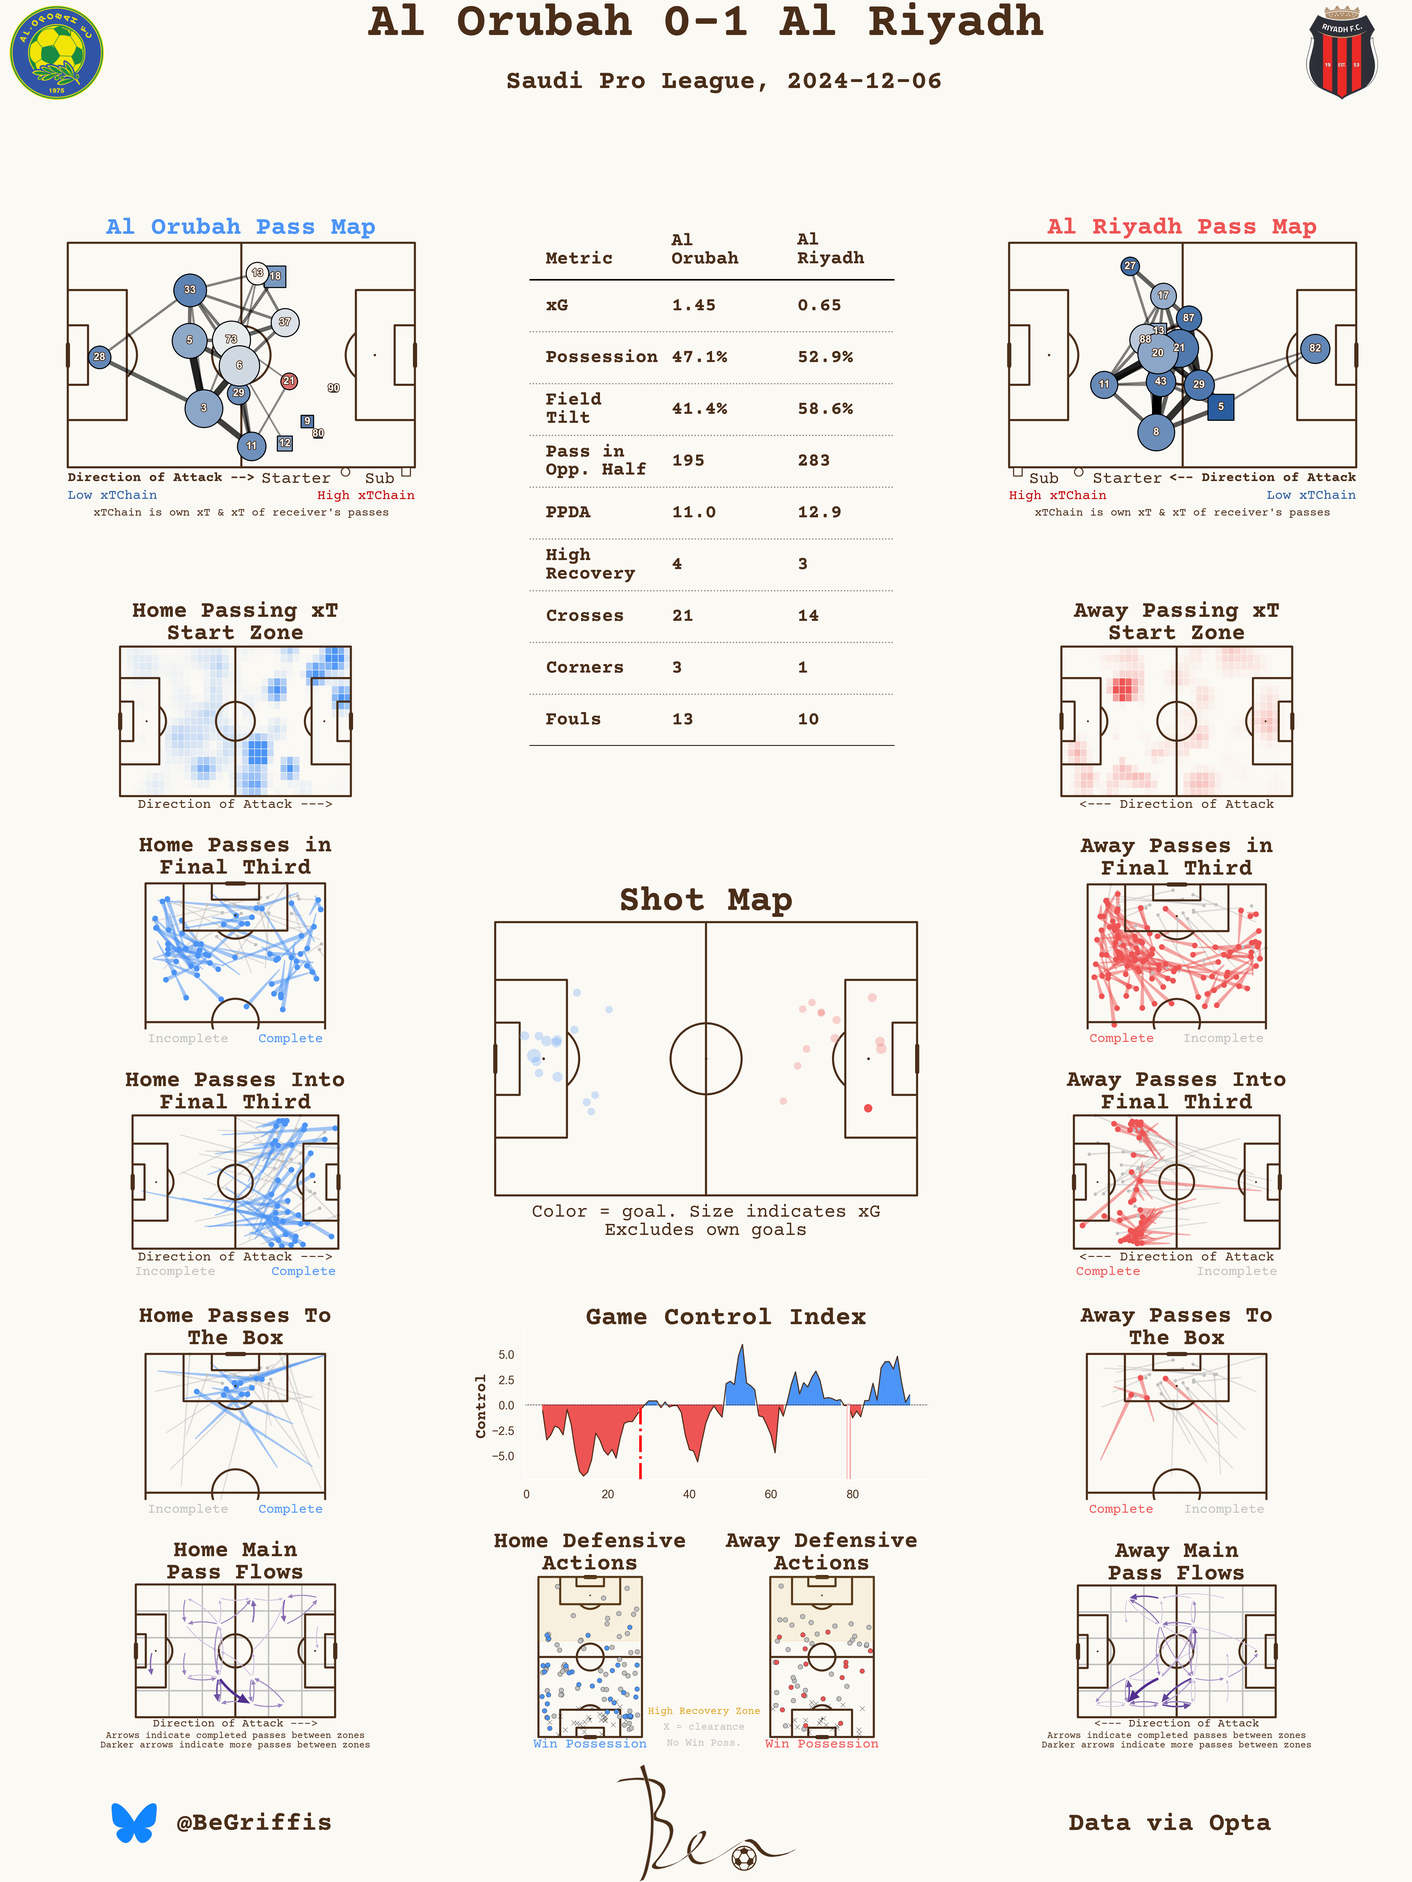 Al Orubah 0-1 Al Riyadh
Saudi Pro League, 2024-12-06
AL-OROBAH FC
1975
RIYADH F.C.
19 EST. 53
Al Orubah Pass Map
33
13
18
37
5
73
6
28
21
90
29
3
9
80
11
12
Direction of Attack --> Starter Sub
Low xTChain High xTChain
xTChain is own xT & xT of receiver's passes
Metric Al Orubah Al Riyadh
xG 1.45 0.65
Possession 47.1% 52.9%
Field Tilt 41.4% 58.6%
Pass in Opp. Half 195 283
PPDA 11.0 12.9
High Recovery 4 3
Crosses 21 14
Corners 3 1
Fouls 13 10
Al Riyadh Pass Map
27
17
87
13
88
20
21
82
11
43
29
5
8
Sub Starter <-- Direction of Attack
High xTChain Low xTChain
xTChain is own xT & xT of receiver's passes
Home Passing xT
Start Zone
Direction of Attack --->
Away Passing xT
Start Zone
<--- Direction of Attack
Home Passes in
Final Third
Incomplete Complete
Away Passes in
Final Third
Complete Incomplete
Shot Map
Color = goal. Size indicates xG
Excludes own goals
Home Passes Into
Final Third
Direction of Attack --->
Incomplete Complete
Away Passes Into
Final Third
<--- Direction of Attack
Complete Incomplete
Home Passes To
The Box
Incomplete Complete
Game Control Index
Control
5.0
2.5
0.0
−2.5
−5.0
0 20 40 60 80
Away Passes To
The Box
Complete Incomplete
Home Main
Pass Flows
Direction of Attack --->
Arrows indicate completed passes between zones
Darker arrows indicate more passes between zones
Home Defensive
Actions
Win Possession
High Recovery Zone
X = clearance
No Win Poss.
Away Defensive
Actions
Win Possession
Away Main
Pass Flows
<--- Direction of Attack
Arrows indicate completed passes between zones
Darker arrows indicate more passes between zones
@BeGriffis
Ben
Data via Opta